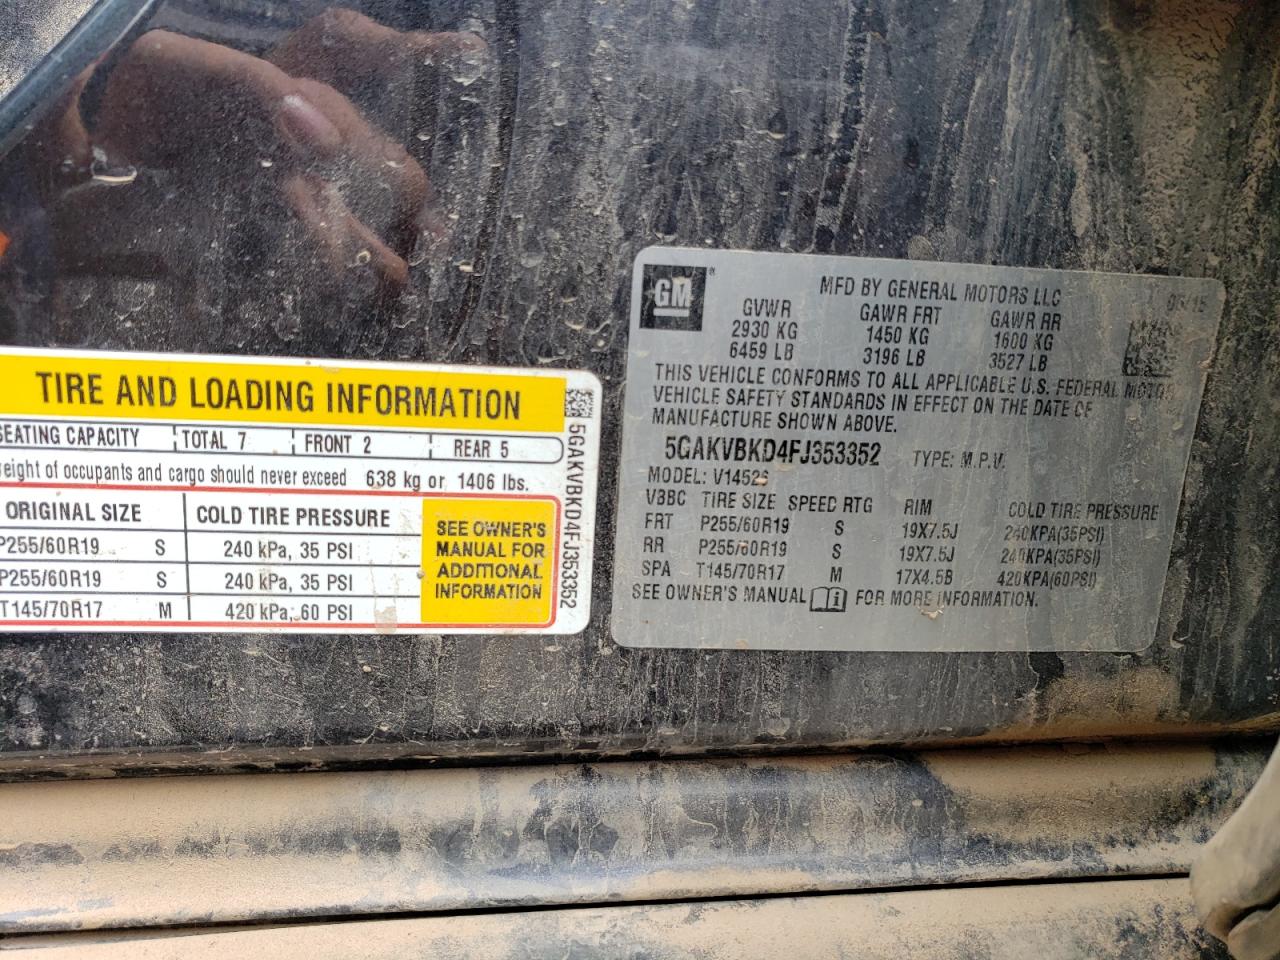 TIRE AND LOADING INFORMATION
SEATING CAPACITY TOTAL 7 FRONT 2 REAR 5
weight of occupants and cargo should never exceed 638 kg or 1406 lbs.
ORIGINAL SIZE COLD TIRE PRESSURE
P255/60R19 S 240 kPa, 35 PSI
P255/60R19 S 240 kPa, 35 PSI
T145/70R17 M 420 kPa, 60 PSI
SEE OWNER'S
MANUAL FOR
ADDITIONAL
INFORMATION
5GAKVBKD4FJ353352
GM
MFD BY GENERAL MOTORS LLC 05/15
GVWR GAWR FRT GAWR RR
2930 KG 1450 KG 1600 KG
6459 LB 3196 LB 3527 LB
THIS VEHICLE CONFORMS TO ALL APPLICABLE U.S. FEDERAL MOTOR
VEHICLE SAFETY STANDARDS IN EFFECT ON THE DATE OF
MANUFACTURE SHOWN ABOVE.
5GAKVBKD4FJ353352 TYPE: M.P.V.
MODEL: V14526
V3BC TIRE SIZE SPEED RTG RIM COLD TIRE PRESSURE
FRT P255/60R19 S 19X7.5J 240KPA(35PSI)
RR P255/60R19 S 19X7.5J 240KPA(35PSI)
SPA T145/70R17 M 17X4.5B 420KPA(60PSI)
SEE OWNER'S MANUAL FOR MORE INFORMATION.